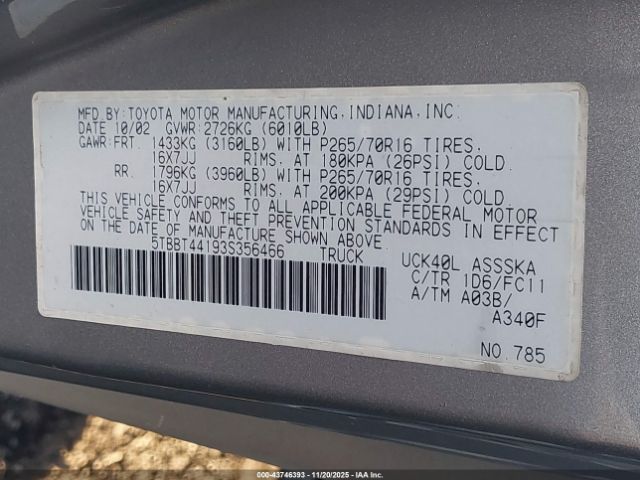 MFD.BY:TOYOTA MOTOR MANUFACTURING,INDIANA,INC.
DATE 10/02 GVWR:2726KG (6010LB)
GAWR:FRT. 1433KG (3160LB) WITH P265/70R16 TIRES.
16X7JJ RIMS. AT 180KPA (26PSI) COLD.
RR. 1796KG (3960LB) WITH P265/70R16 TIRES.
16X7JJ RIMS. AT 200KPA (29PSI) COLD.
THIS VEHICLE CONFORMS TO ALL APPLICABLE FEDERAL MOTOR
VEHICLE SAFETY AND THEFT PREVENTION STANDARDS IN EFFECT
ON THE DATE OF MANUFACTURE SHOWN ABOVE.
5TBBT44193S356466 TRUCK
UCK40L ASSSKA
C/TR 1D6/FC11
A/TM A03B/
A340F
NO.785
000-43746393 - 11/20/2025 - IAA Inc.